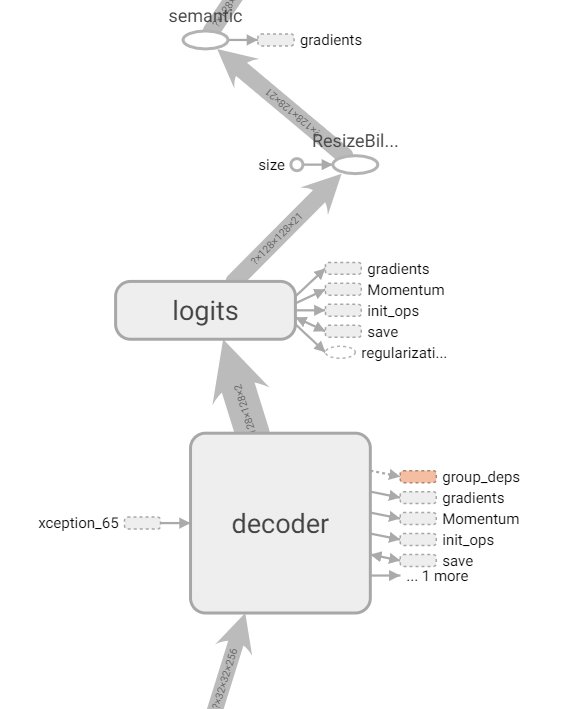 semantic
gradients
?×128×128×21
ResizeBil...
size
?×128×128×21
gradients
Momentum
logits
init_ops
save
regularizati...
28×128×2
group_deps
gradients
Momentum
xception_65
decoder
init_ops
save
... 1 more
?×32×32×256